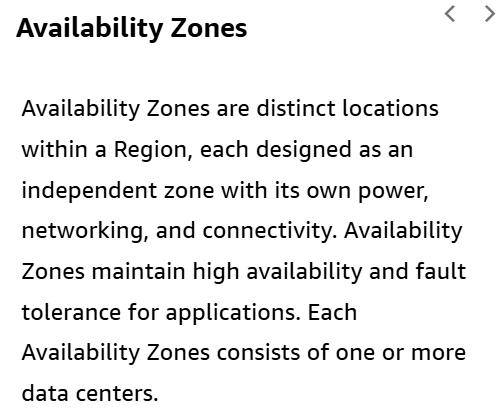 Availability Zones
Availability Zones are distinct locations
within a Region, each designed as an
independent zone with its own power,
networking, and connectivity. Availability
Zones maintain high availability and fault
tolerance for applications. Each
Availability Zones consists of one or more
data centers.